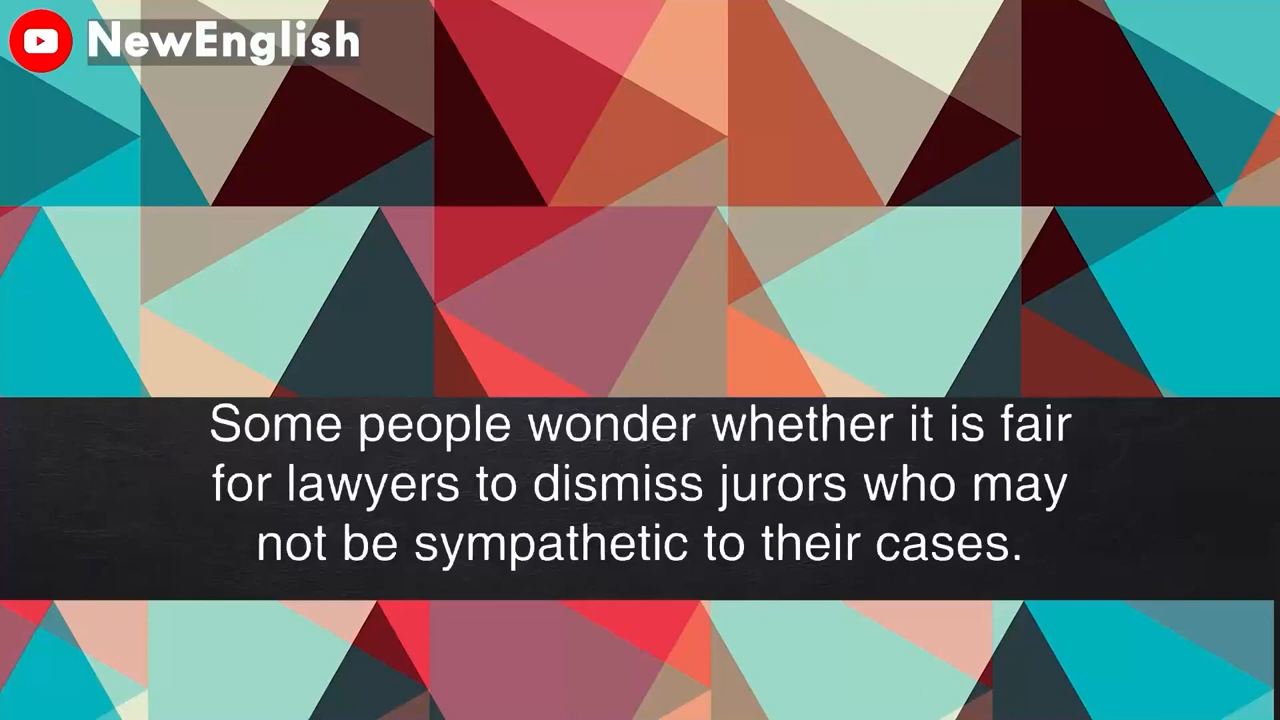 NewEnglish
Some people wonder whether it is fair
for lawyers to dismiss jurors who may
not be sympathetic to their cases.